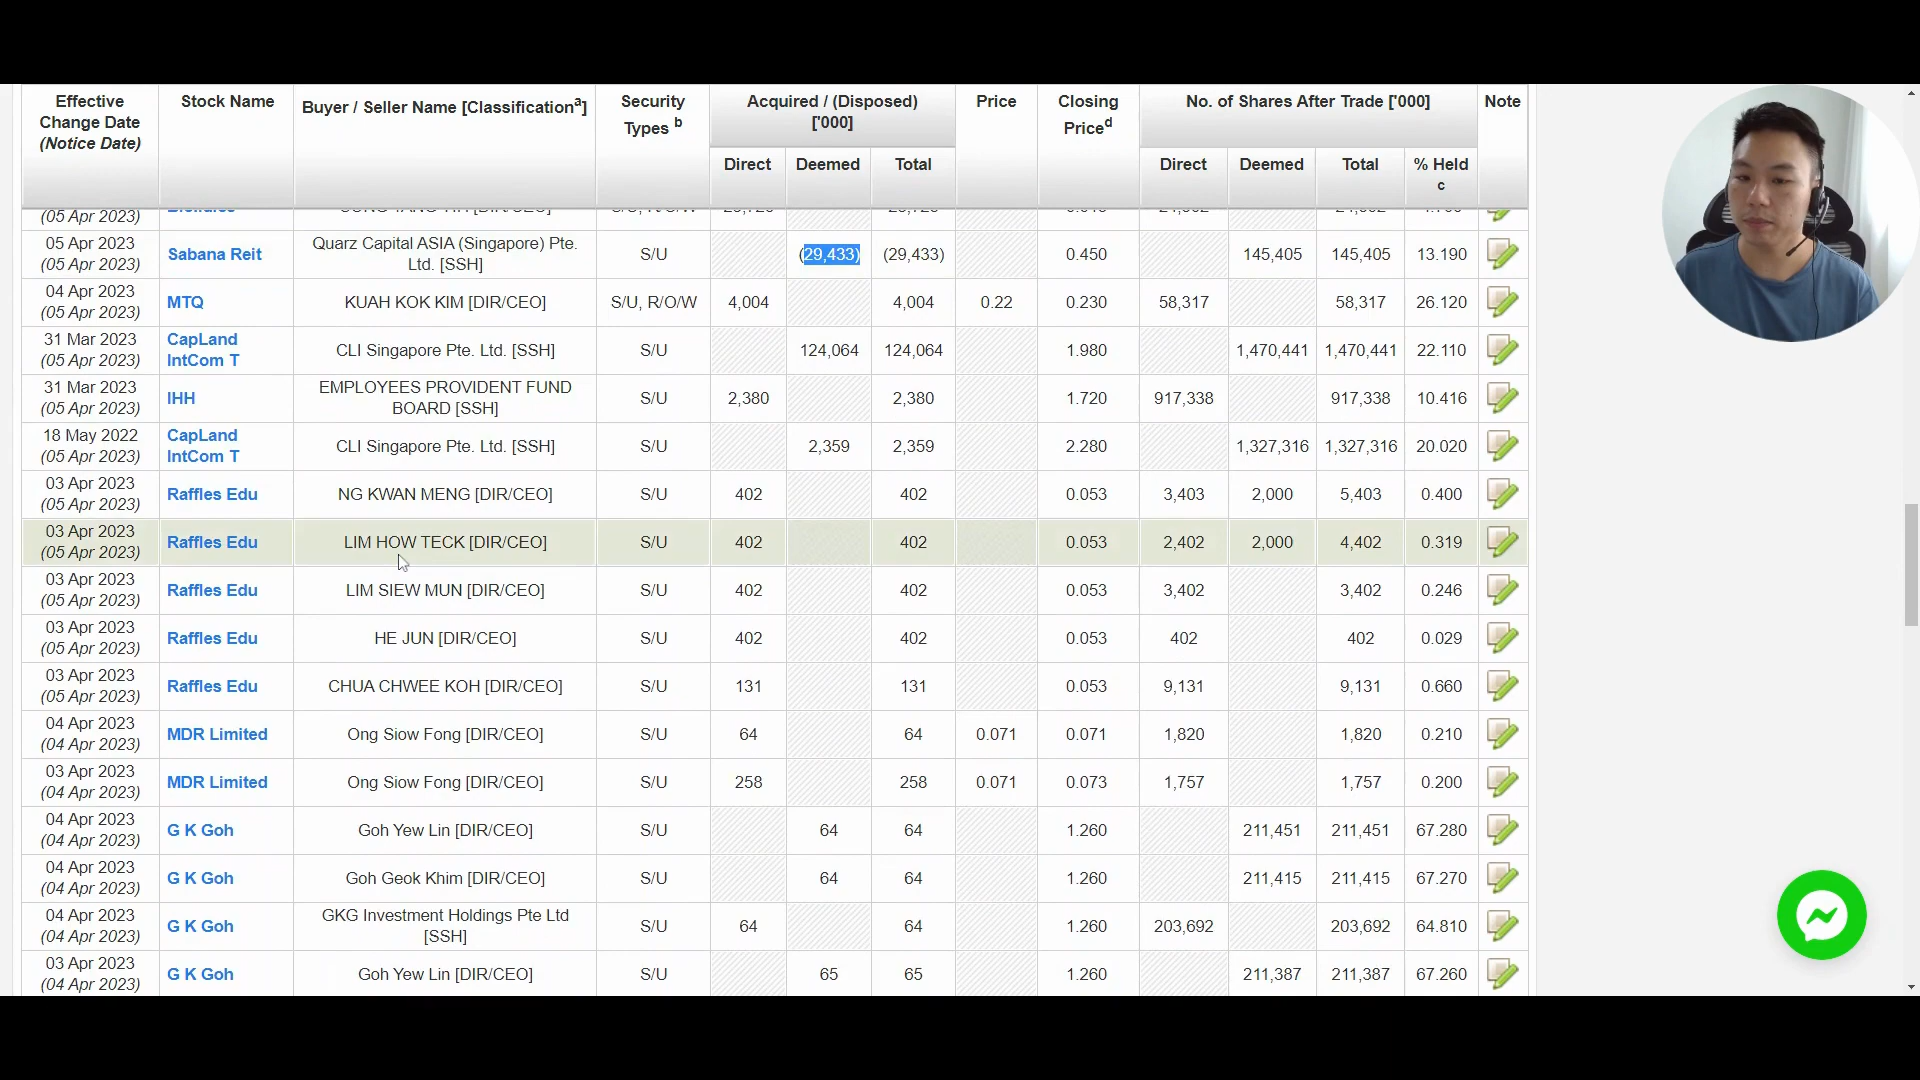 Effective Change Date (Notice Date) Stock Name Buyer / Seller Name [Classificationa] Security Types b Acquired / (Disposed) ['000] Price Closing Priced No. of Shares After Trade ['000] Note
Direct Deemed Total Direct Deemed Total % Held c
(05 Apr 2023)
05 Apr 2023 (05 Apr 2023) Sabana Reit Quarz Capital ASIA (Singapore) Pte. Ltd. [SSH] S/U (29,433) (29,433) 0.450 145,405 145,405 13.190
04 Apr 2023 (05 Apr 2023) MTQ KUAH KOK KIM [DIR/CEO] S/U, R/O/W 4,004 4,004 0.22 0.230 58,317 58,317 26.120
31 Mar 2023 (05 Apr 2023) CapLand IntCom T CLI Singapore Pte. Ltd. [SSH] S/U 124,064 124,064 1.980 1,470,441 1,470,441 22.110
31 Mar 2023 (05 Apr 2023) IHH EMPLOYEES PROVIDENT FUND BOARD [SSH] S/U 2,380 2,380 1.720 917,338 917,338 10.416
18 May 2022 (05 Apr 2023) CapLand IntCom T CLI Singapore Pte. Ltd. [SSH] S/U 2,359 2,359 2.280 1,327,316 1,327,316 20.020
03 Apr 2023 (05 Apr 2023) Raffles Edu NG KWAN MENG [DIR/CEO] S/U 402 402 0.053 3,403 2,000 5,403 0.400
03 Apr 2023 (05 Apr 2023) Raffles Edu LIM HOW TECK [DIR/CEO] S/U 402 402 0.053 2,402 2,000 4,402 0.319
03 Apr 2023 (05 Apr 2023) Raffles Edu LIM SIEW MUN [DIR/CEO] S/U 402 402 0.053 3,402 3,402 0.246
03 Apr 2023 (05 Apr 2023) Raffles Edu HE JUN [DIR/CEO] S/U 402 402 0.053 402 402 0.029
03 Apr 2023 (05 Apr 2023) Raffles Edu CHUA CHWEE KOH [DIR/CEO] S/U 131 131 0.053 9,131 9,131 0.660
04 Apr 2023 (04 Apr 2023) MDR Limited Ong Siow Fong [DIR/CEO] S/U 64 64 0.071 0.071 1,820 1,820 0.210
03 Apr 2023 (04 Apr 2023) MDR Limited Ong Siow Fong [DIR/CEO] S/U 258 258 0.071 0.073 1,757 1,757 0.200
04 Apr 2023 (04 Apr 2023) G K Goh Goh Yew Lin [DIR/CEO] S/U 64 64 1.260 211,451 211,451 67.280
04 Apr 2023 (04 Apr 2023) G K Goh Goh Geok Khim [DIR/CEO] S/U 64 64 1.260 211,415 211,415 67.270
04 Apr 2023 (04 Apr 2023) G K Goh GKG Investment Holdings Pte Ltd [SSH] S/U 64 64 1.260 203,692 203,692 64.810
03 Apr 2023 (04 Apr 2023) G K Goh Goh Yew Lin [DIR/CEO] S/U 65 65 1.260 211,387 211,387 67.260